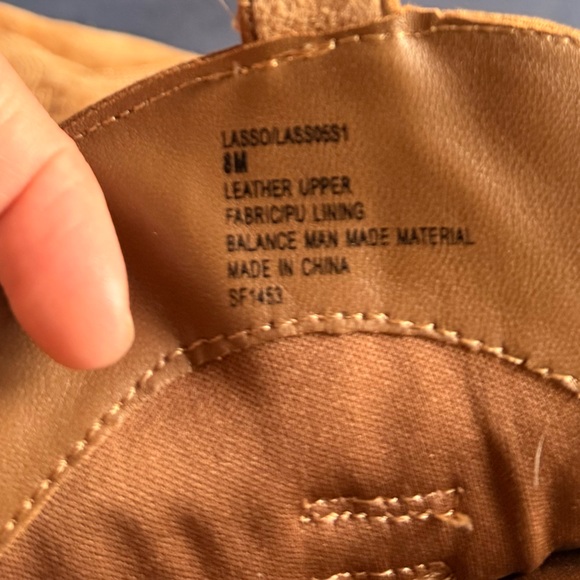 LASSO/LASS05S1
8M
LEATHER UPPER
FABRIC/PU LINING
BALANCE MAN MADE MATERIAL
MADE IN CHINA
SF1453